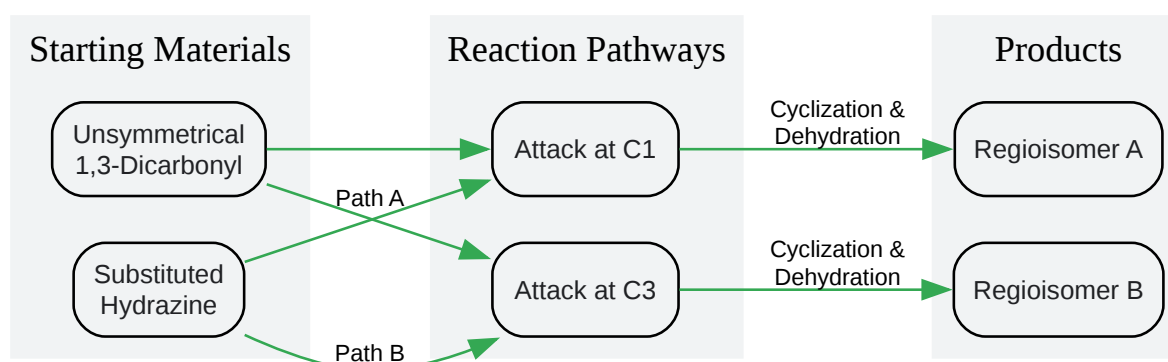 Starting Materials
Reaction Pathways
Products
Unsymmetrical
1,3-Dicarbonyl
Attack at C1
Cyclization &
Dehydration
Regioisomer A
Path A
Substituted
Hydrazine
Attack at C3
Cyclization &
Dehydration
Regioisomer B
Path B